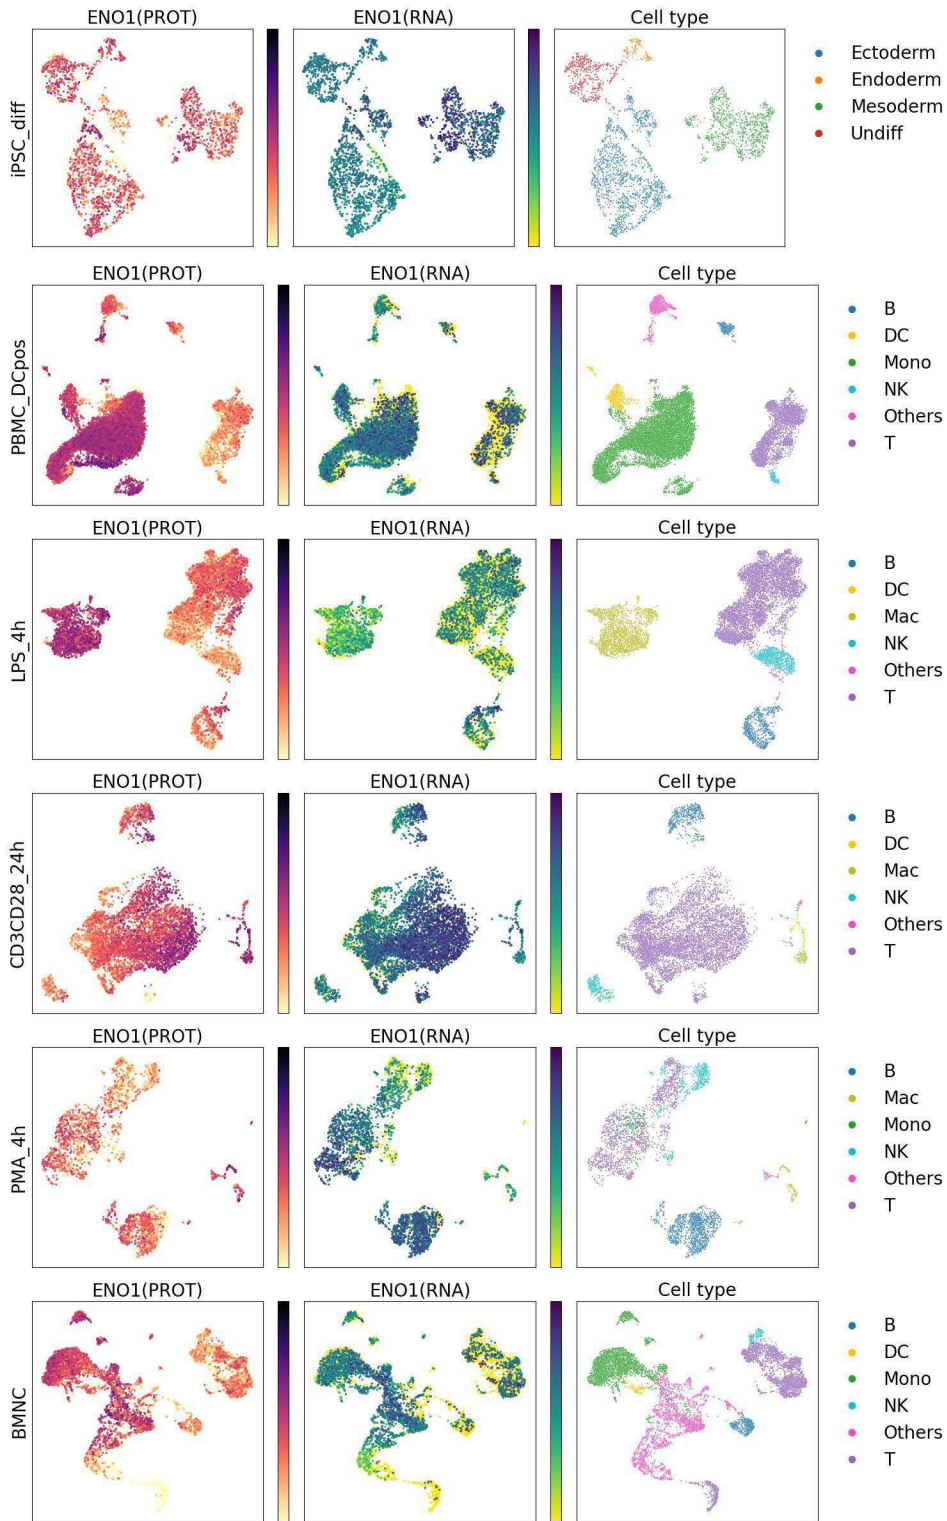 ENO1(PROT) ENO1(RNA) Cell type
iPSC_diff
Ectoderm
Endoderm
Mesoderm
Undiff
ENO1(PROT) ENO1(RNA) Cell type
PBMC_DCpos
B
DC
Mono
NK
Others
T
ENO1(PROT) ENO1(RNA) Cell type
LPS_4h
B
DC
Mac
NK
Others
T
ENO1(PROT) ENO1(RNA) Cell type
CD3CD28_24h
B
DC
Mac
NK
Others
T
ENO1(PROT) ENO1(RNA) Cell type
PMA_4h
B
Mac
Mono
NK
Others
T
ENO1(PROT) ENO1(RNA) Cell type
BMNC
B
DC
Mono
NK
Others
T